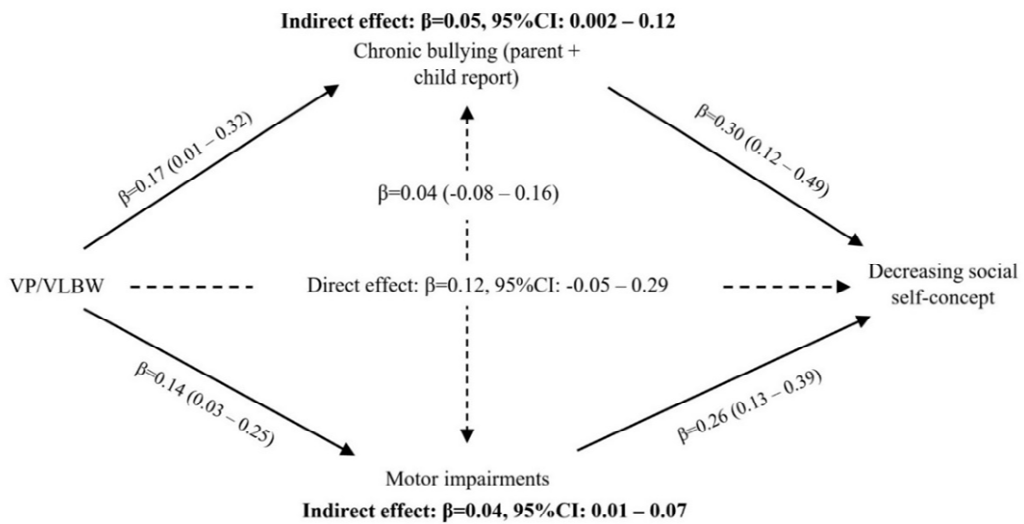 Indirect effect: β=0.05, 95%CI: 0.002 – 0.12
Chronic bullying (parent +
child report)
β=0.17 (0.01 – 0.32)
β=0.30 (0.12 – 0.49)
β=0.04 (-0.08 – 0.16)
VP/VLBW
Direct effect: β=0.12, 95%CI: -0.05 – 0.29
Decreasing social
self-concept
β=0.14 (0.03 – 0.25)
β=0.26 (0.13 – 0.39)
Motor impairments
Indirect effect: β=0.04, 95%CI: 0.01 – 0.07